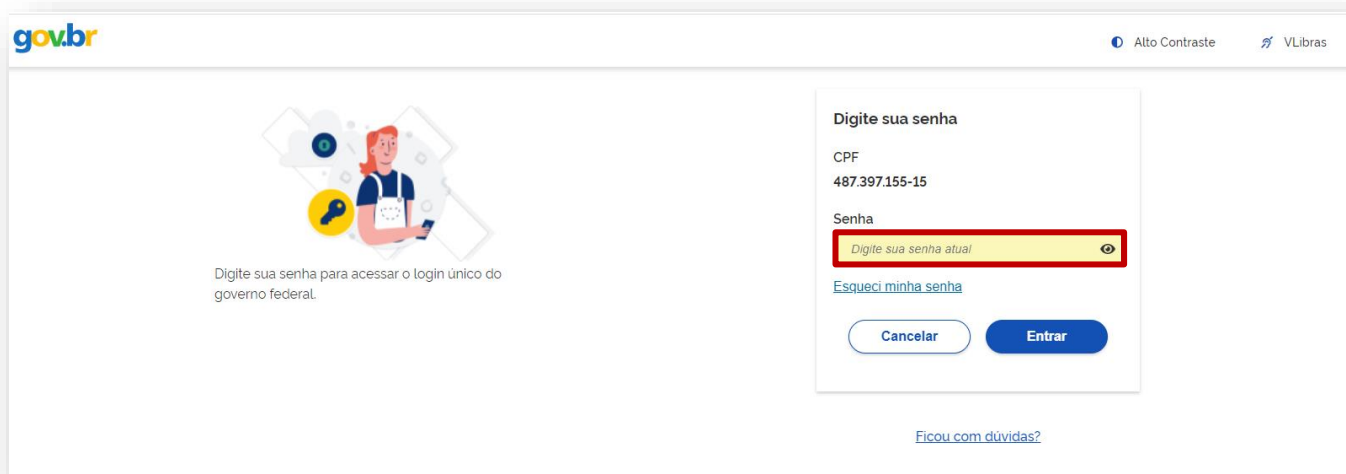 gov.br
Alto Contraste
VLibras
Digite sua senha para acessar o login único do
governo federal.
Digite sua senha
CPF
487.397.155-15
Senha
Digite sua senha atual
Esqueci minha senha
Cancelar
Entrar
Ficou com dúvidas?